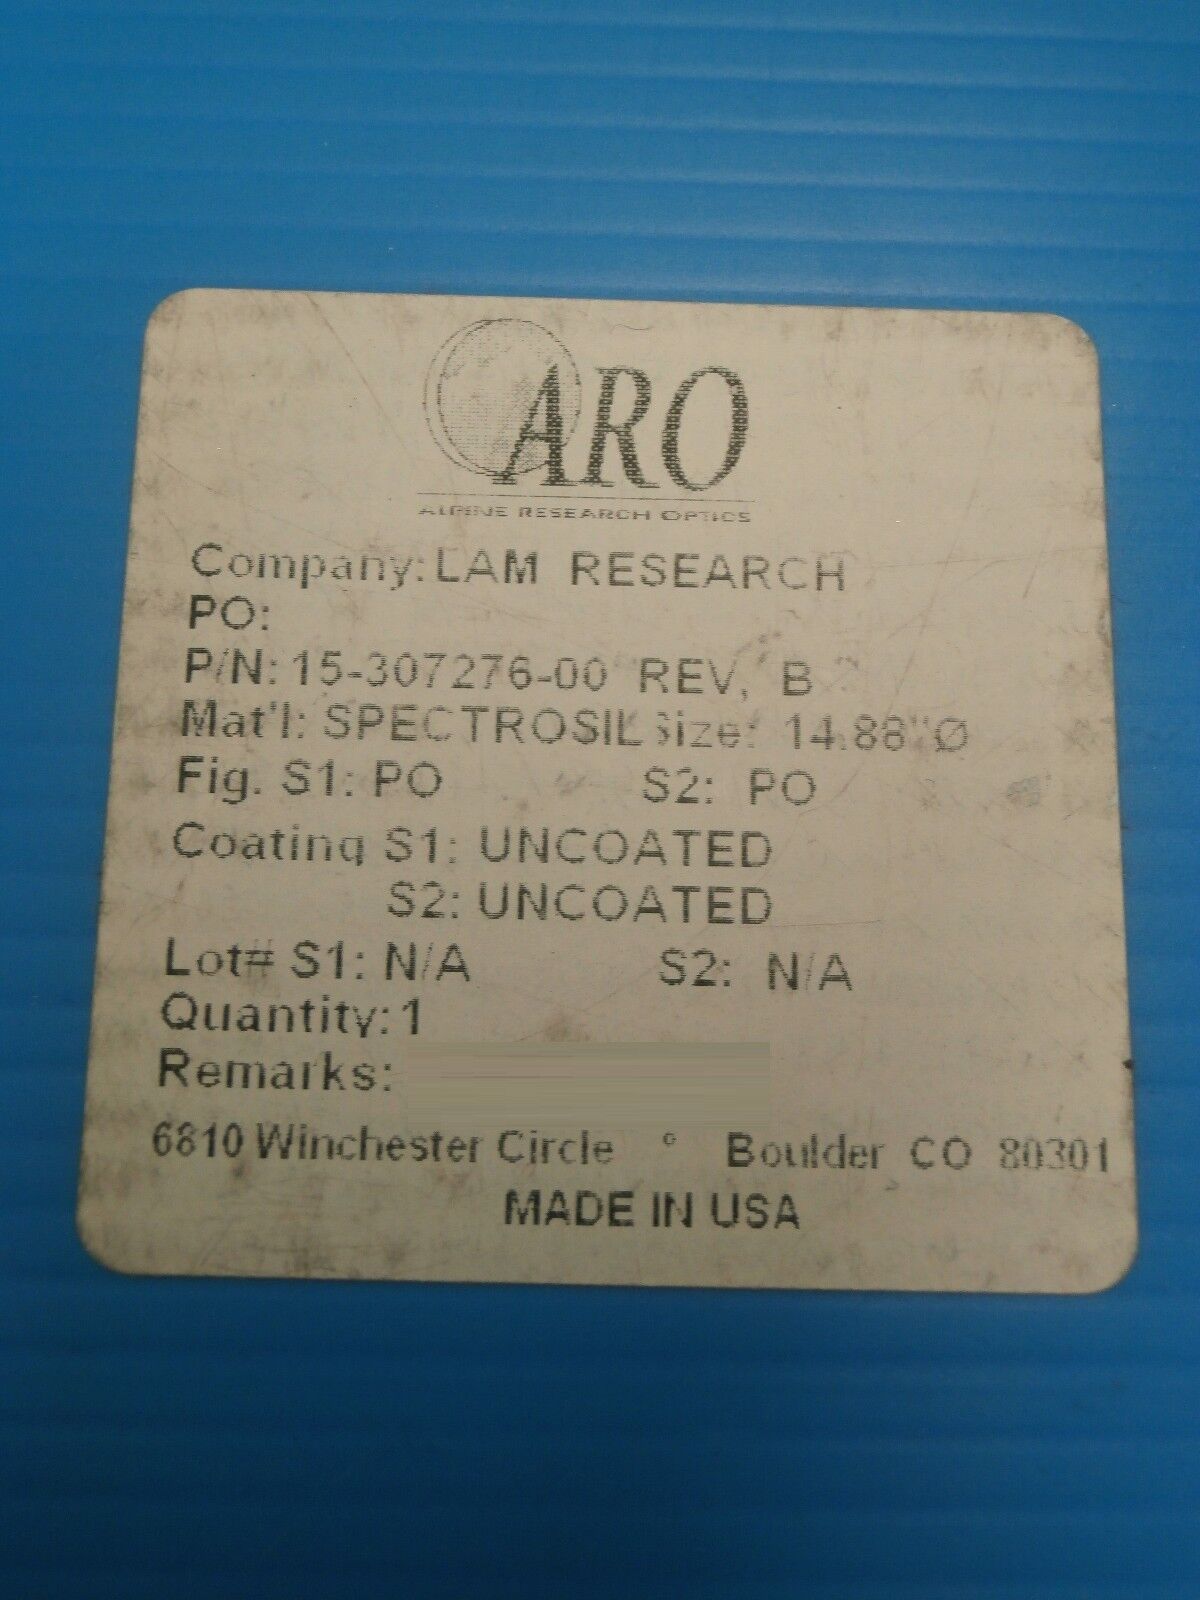 ARO
ALPINE RESEARCH OPTICS
Company: LAM RESEARCH
PO:
P/N: 15-307276-00 REV, B
Mat'l: SPECTROSIL Size: 14.88"Ø
Fig. S1: PO S2: PO
Coating S1: UNCOATED
S2: UNCOATED
Lot# S1: N/A S2: N/A
Quantity: 1
Remarks:
6810 Winchester Circle ° Boulder CO 80301
MADE IN USA